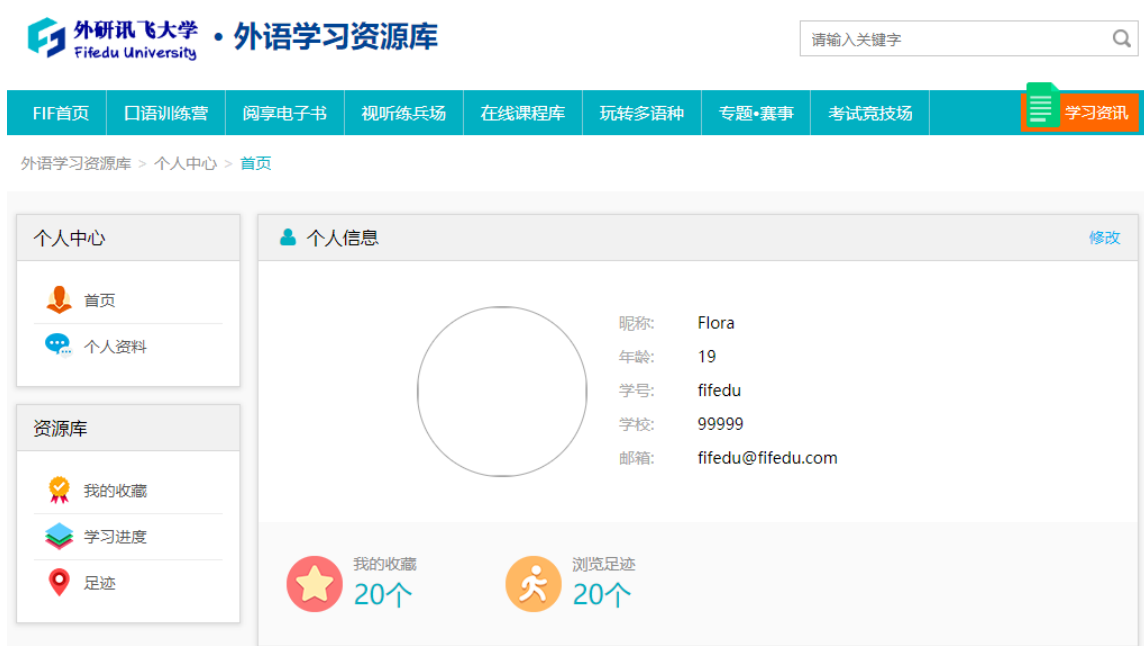 外研讯飞大学 · 外语学习资源库
Fifedu University
请输入关键字
FIF首页 口语训练营 阅享电子书 视听练兵场 在线课程库 玩转多语种 专题•赛事 考试竞技场 学习资讯
外语学习资源库 > 个人中心 > 首页
个人中心
首页
个人资料
资源库
我的收藏
学习进度
足迹
个人信息 修改
昵称: Flora
年龄: 19
学号: fifedu
学校: 99999
邮箱: fifedu@fifedu.com
我的收藏
20个
浏览足迹
20个